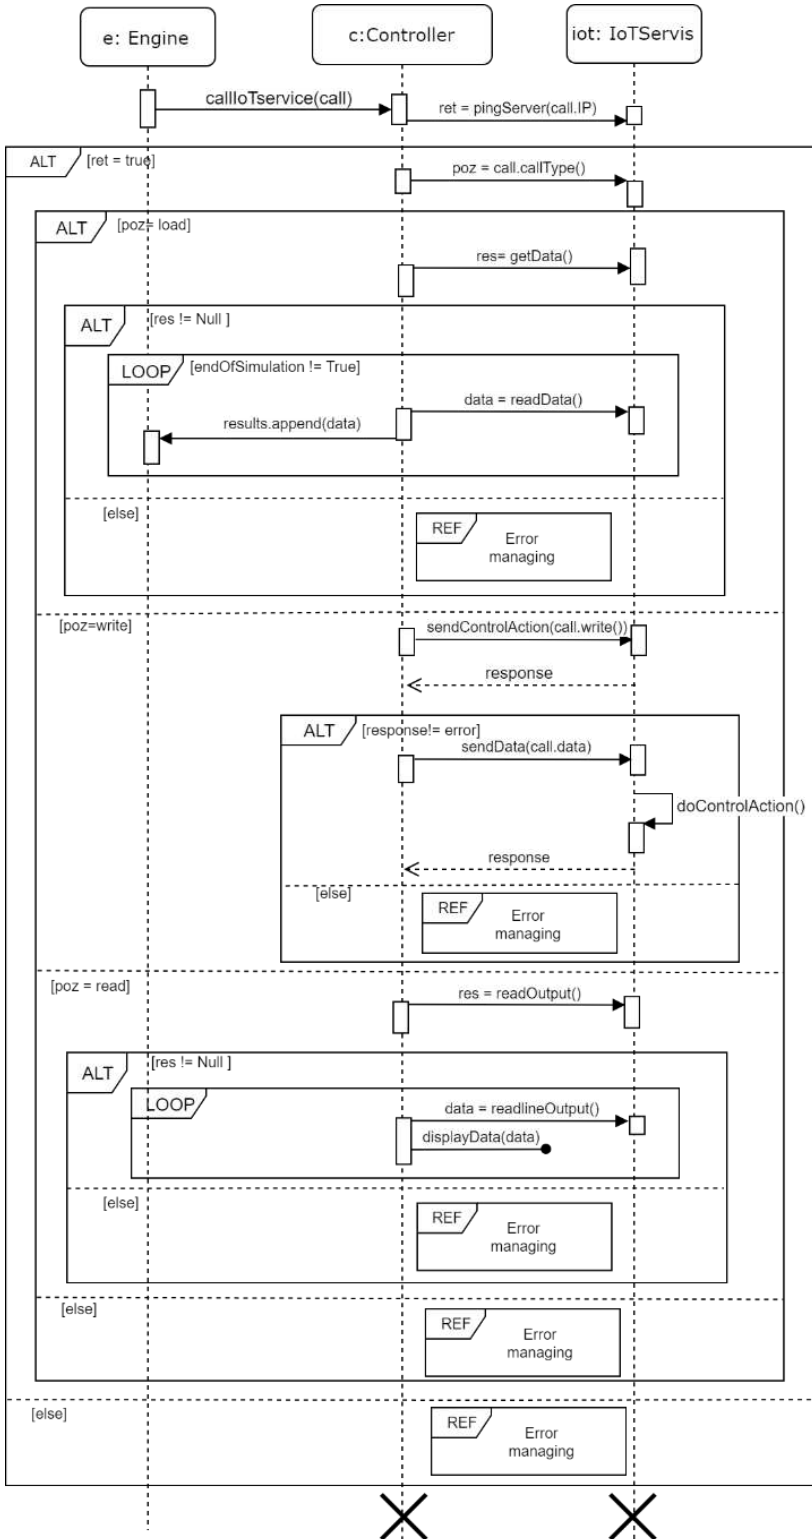 e: Engine
c:Controller
iot: IoTServis
callIoTservice(call)
ret = pingServer(call.IP)
ALT
[ret = true]
poz = call.callType()
ALT
[poz= load]
res= getData()
ALT
[res != Null ]
LOOP
[endOfSimulation != True]
data = readData()
results.append(data)
[else]
REF
Error
managing
[poz=write]
sendControlAction(call.write())
response
ALT
[response!= error]
sendData(call.data)
doControlAction()
response
[else]
REF
Error
managing
[poz = read]
res = readOutput()
ALT
[res != Null ]
LOOP
data = readlineOutput()
displayData(data)
[else]
REF
Error
managing
[else]
REF
Error
managing
[else]
REF
Error
managing